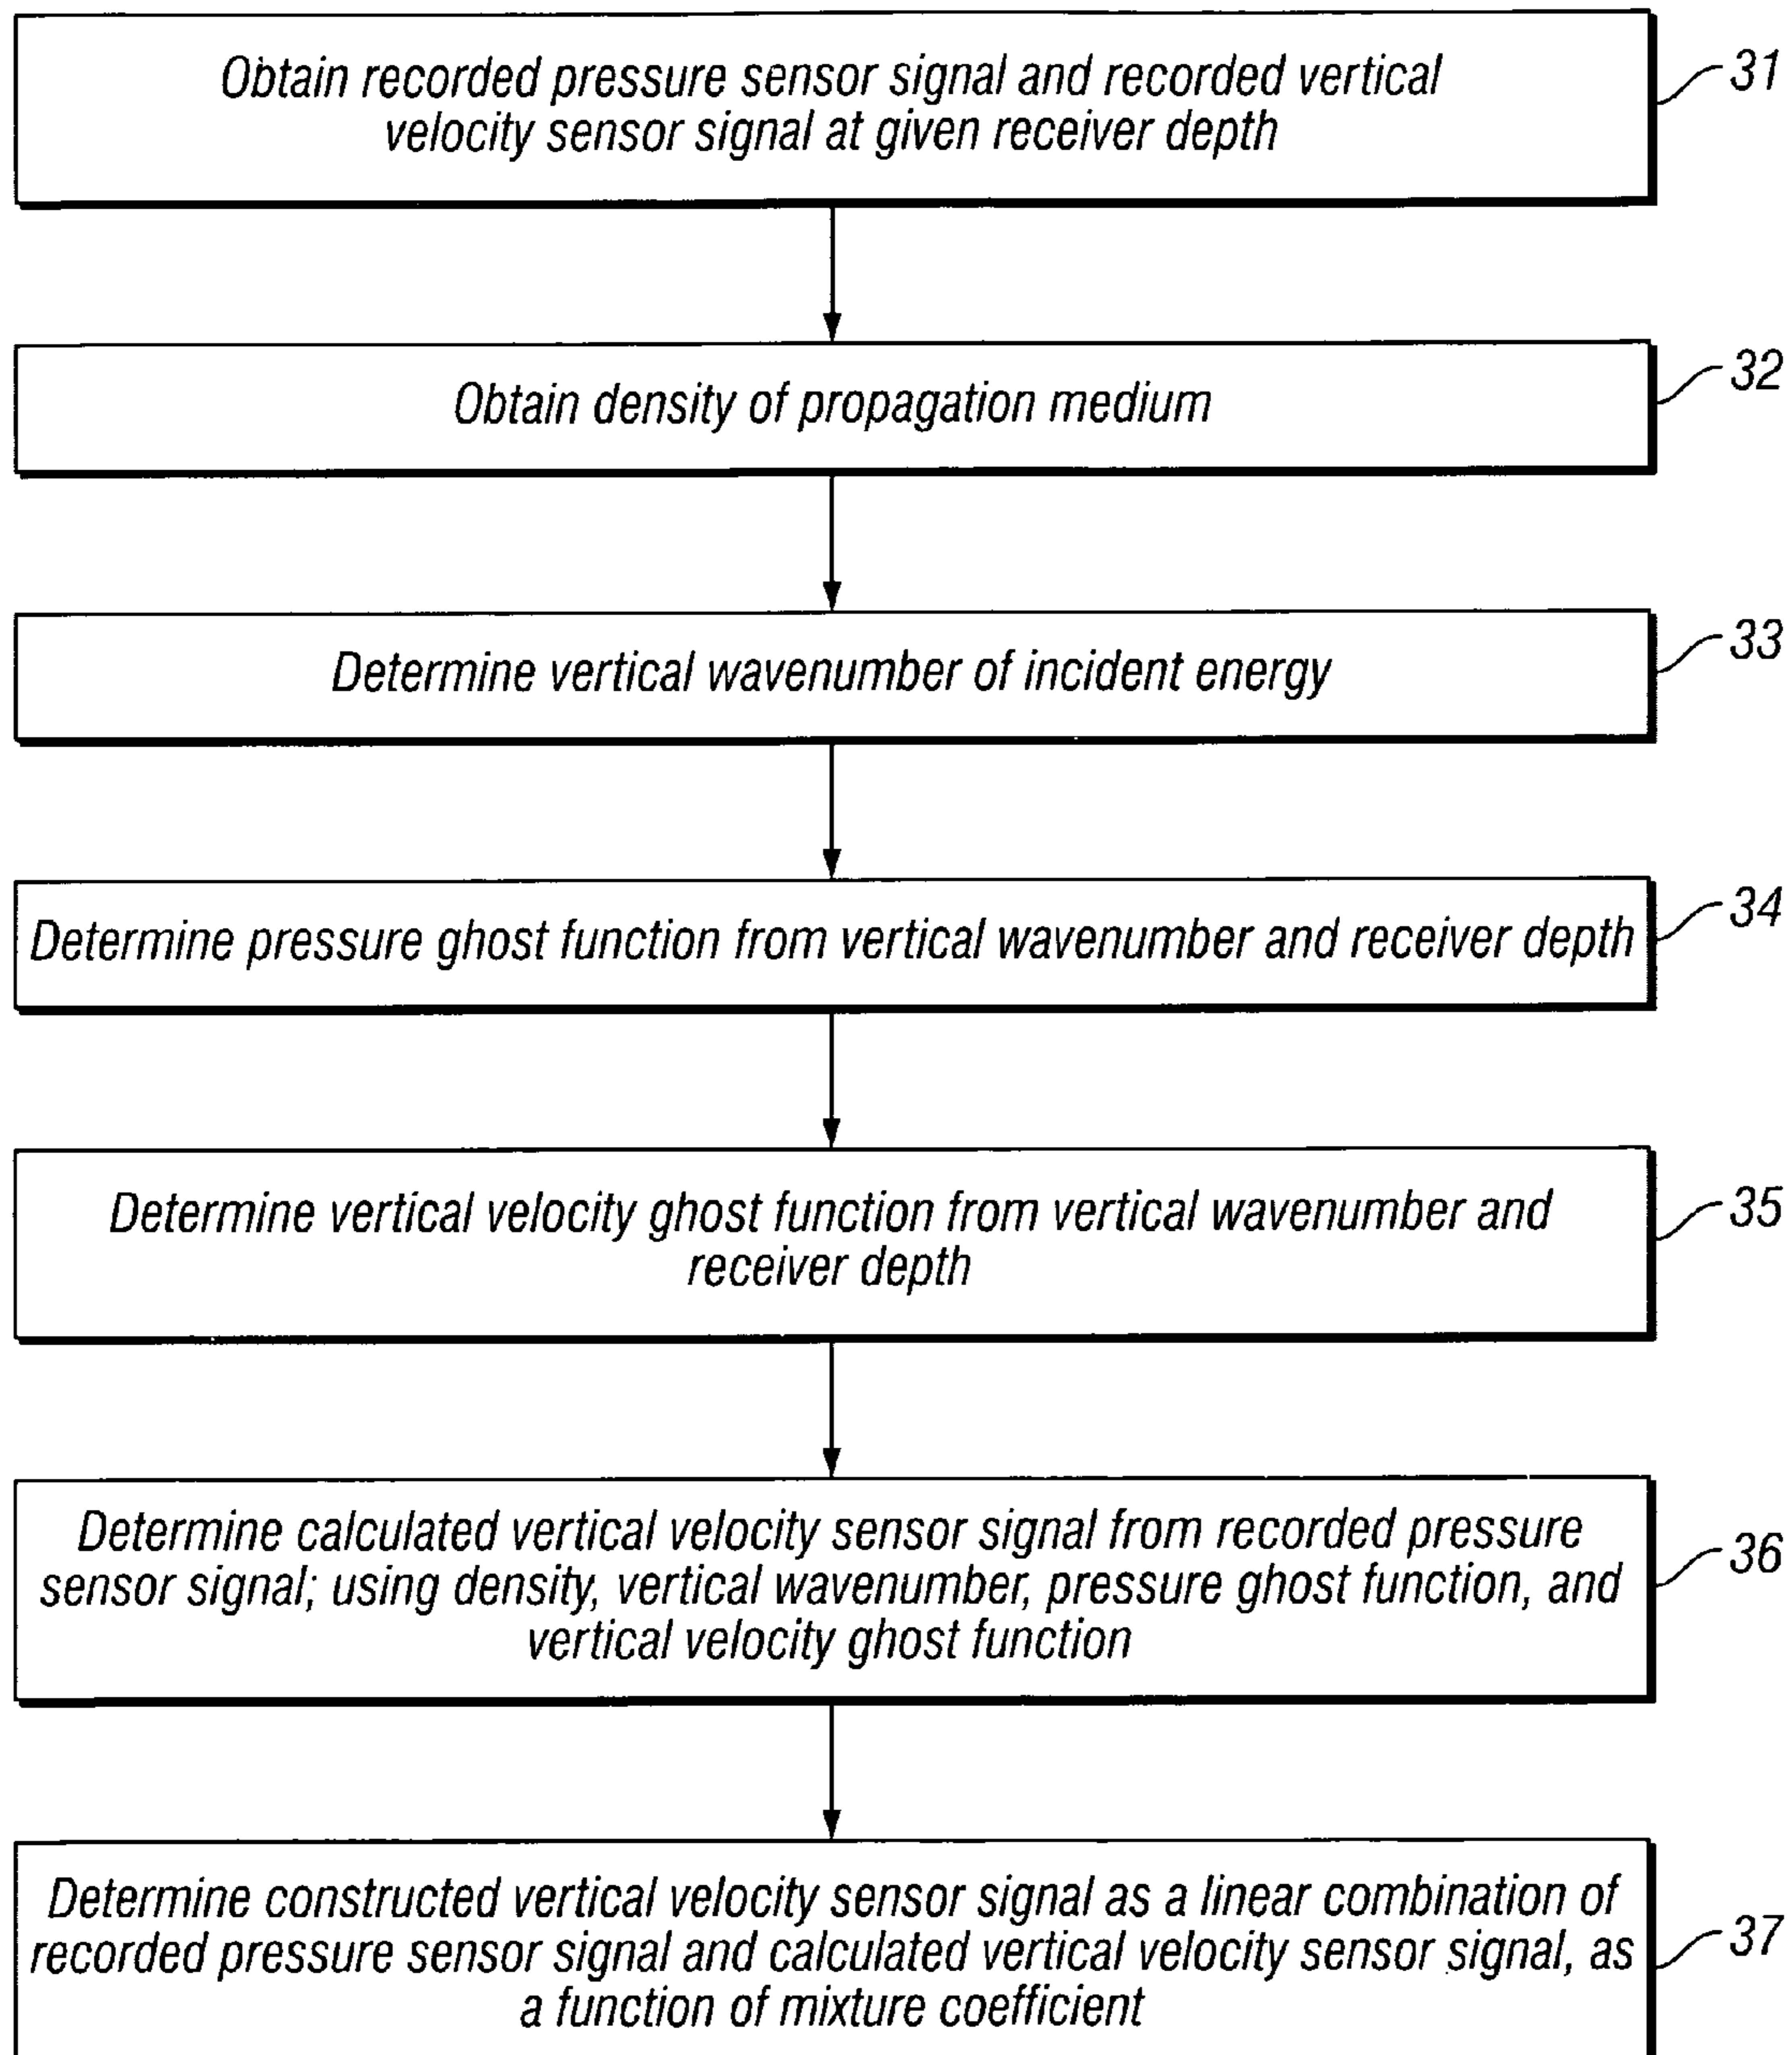 Obtain recorded pressure sensor signal and recorded vertical
velocity sensor signal at given receiver depth
31
Obtain density of propagation medium
32
Determine vertical wavenumber of incident energy
33
Determine pressure ghost function from vertical wavenumber and receiver depth
34
Determine vertical velocity ghost function from vertical wavenumber and
receiver depth
35
Determine calculated vertical velocity sensor signal from recorded pressure
sensor signal; using density, vertical wavenumber, pressure ghost function, and
vertical velocity ghost function
36
Determine constructed vertical velocity sensor signal as a linear combination of
recorded pressure sensor signal and calculated vertical velocity sensor signal, as
a function of mixture coefficient
37